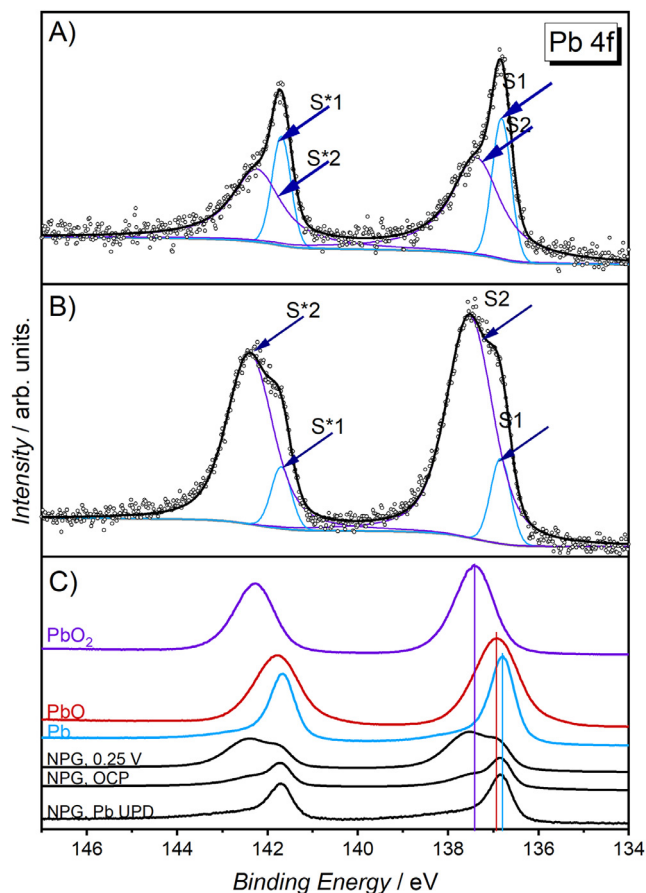 A)
Pb 4f
S*1
S1
S*2
S2
B)
S*2
S2
S*1
S1
Intensity / arb. units.
C)
PbO₂
PbO
Pb
NPG, 0.25 V
NPG, OCP
NPG, Pb UPD
146 144 142 140 138 136 134
Binding Energy / eV